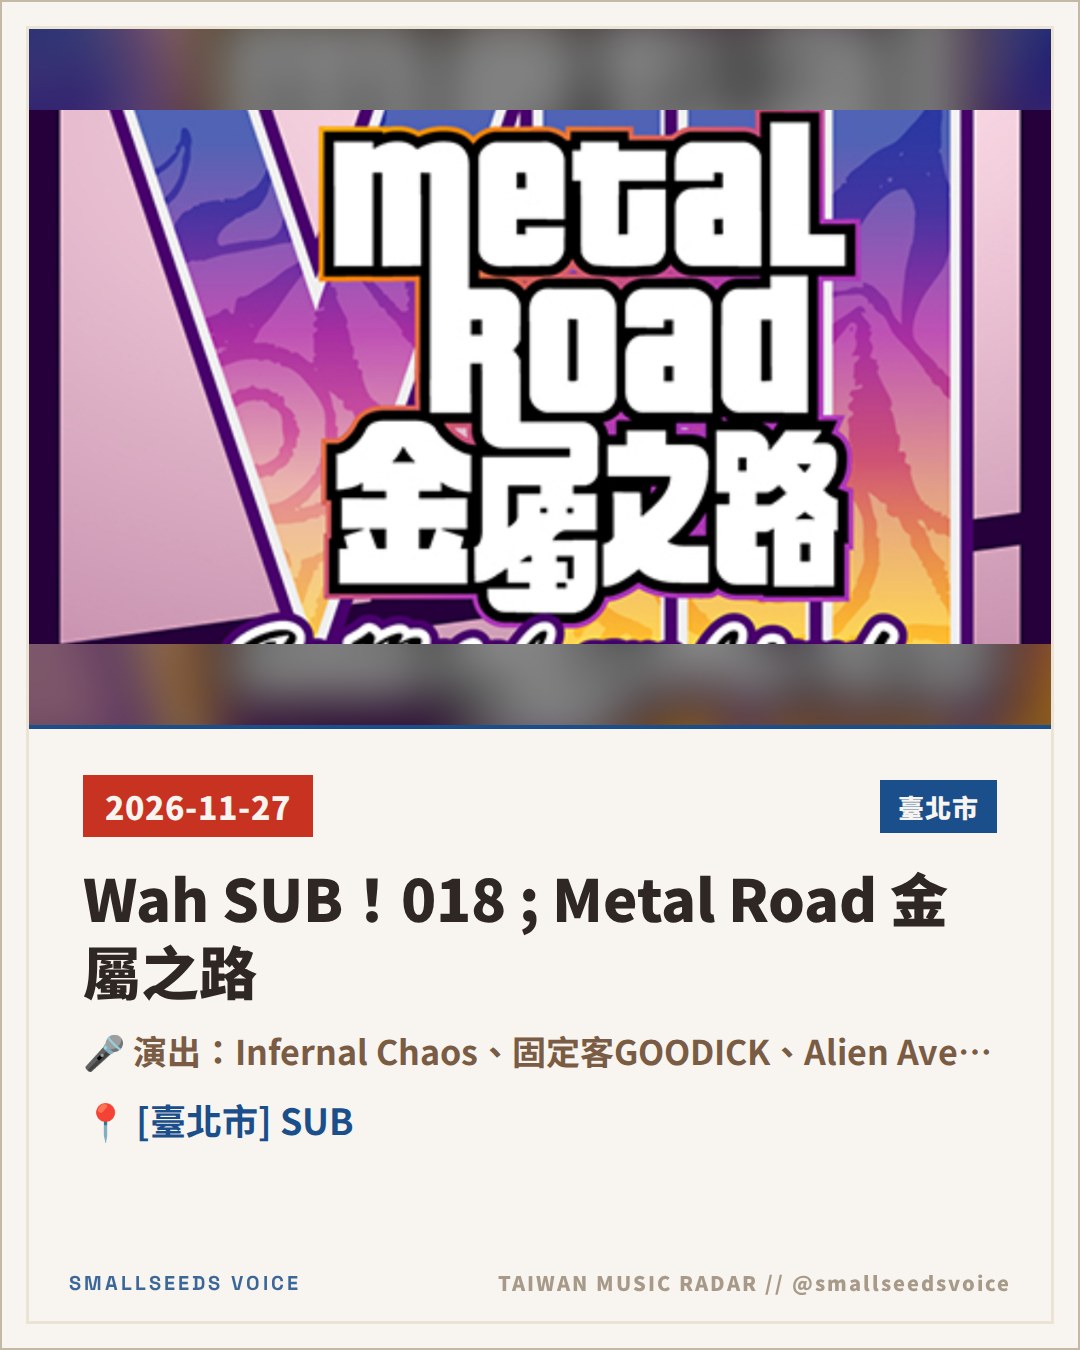 metal
Road
金屬之路
2026-11-27
臺北市
Wah SUB！018 ; Metal Road 金
屬之路
🎤 演出：Infernal Chaos、固定客GOODICK、Alien Ave…
📍 [臺北市] SUB
SMALLSEEDS VOICE
TAIWAN MUSIC RADAR // @smallseedsvoice